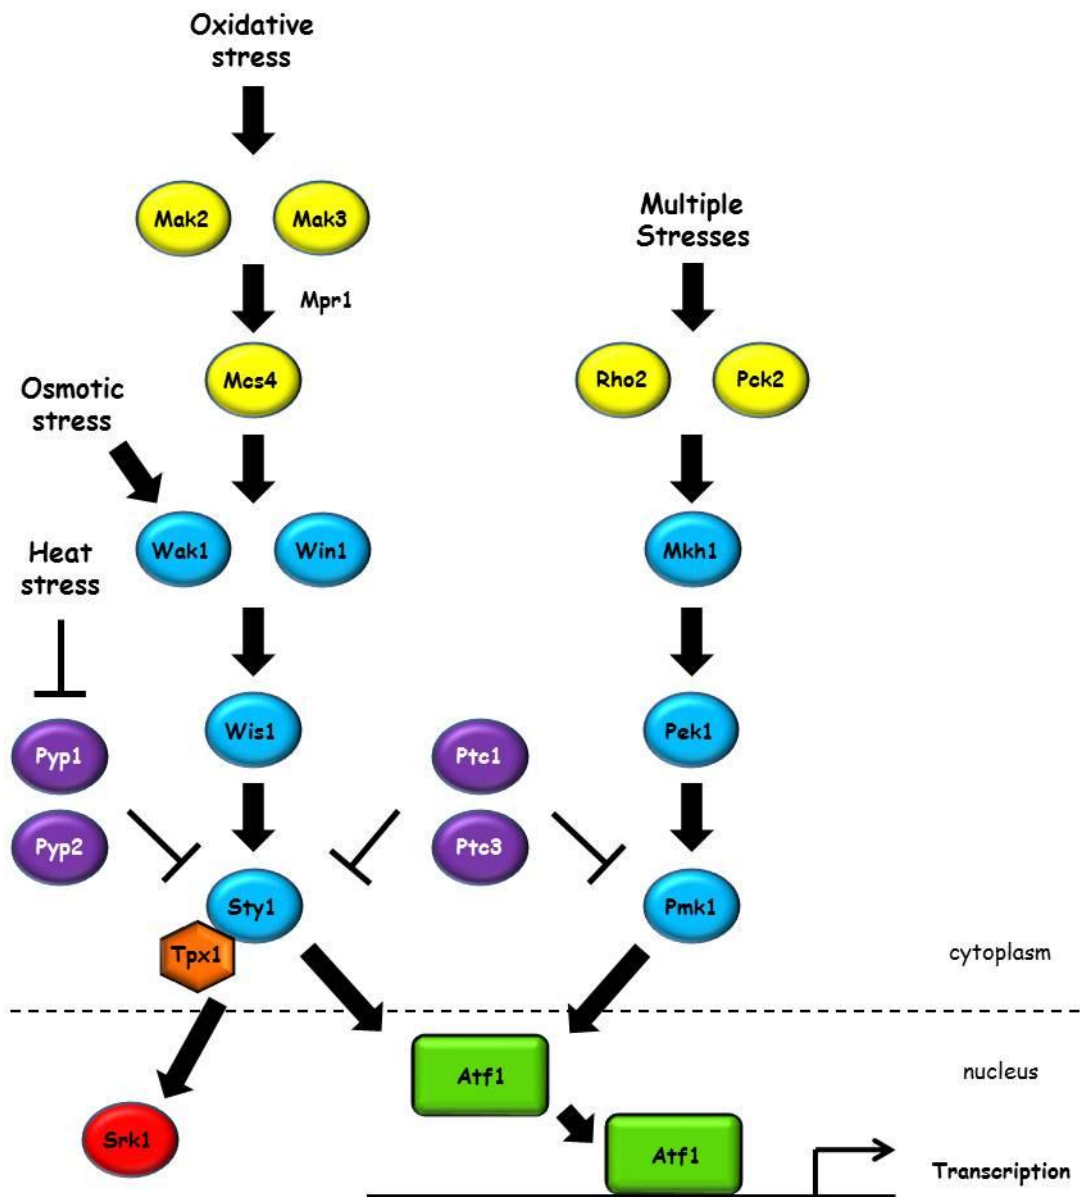 Oxidative
stress
Mak2
Mak3
Multiple
Stresses
Mpr1
Osmotic
stress
Mcs4
Rho2
Pck2
Heat
stress
Wak1
Win1
Mkh1
Pyp1
Wis1
Ptc1
Pek1
Pyp2
Ptc3
Sty1
Pmk1
Tpx1
cytoplasm
Atf1
nucleus
Srk1
Atf1
Transcription